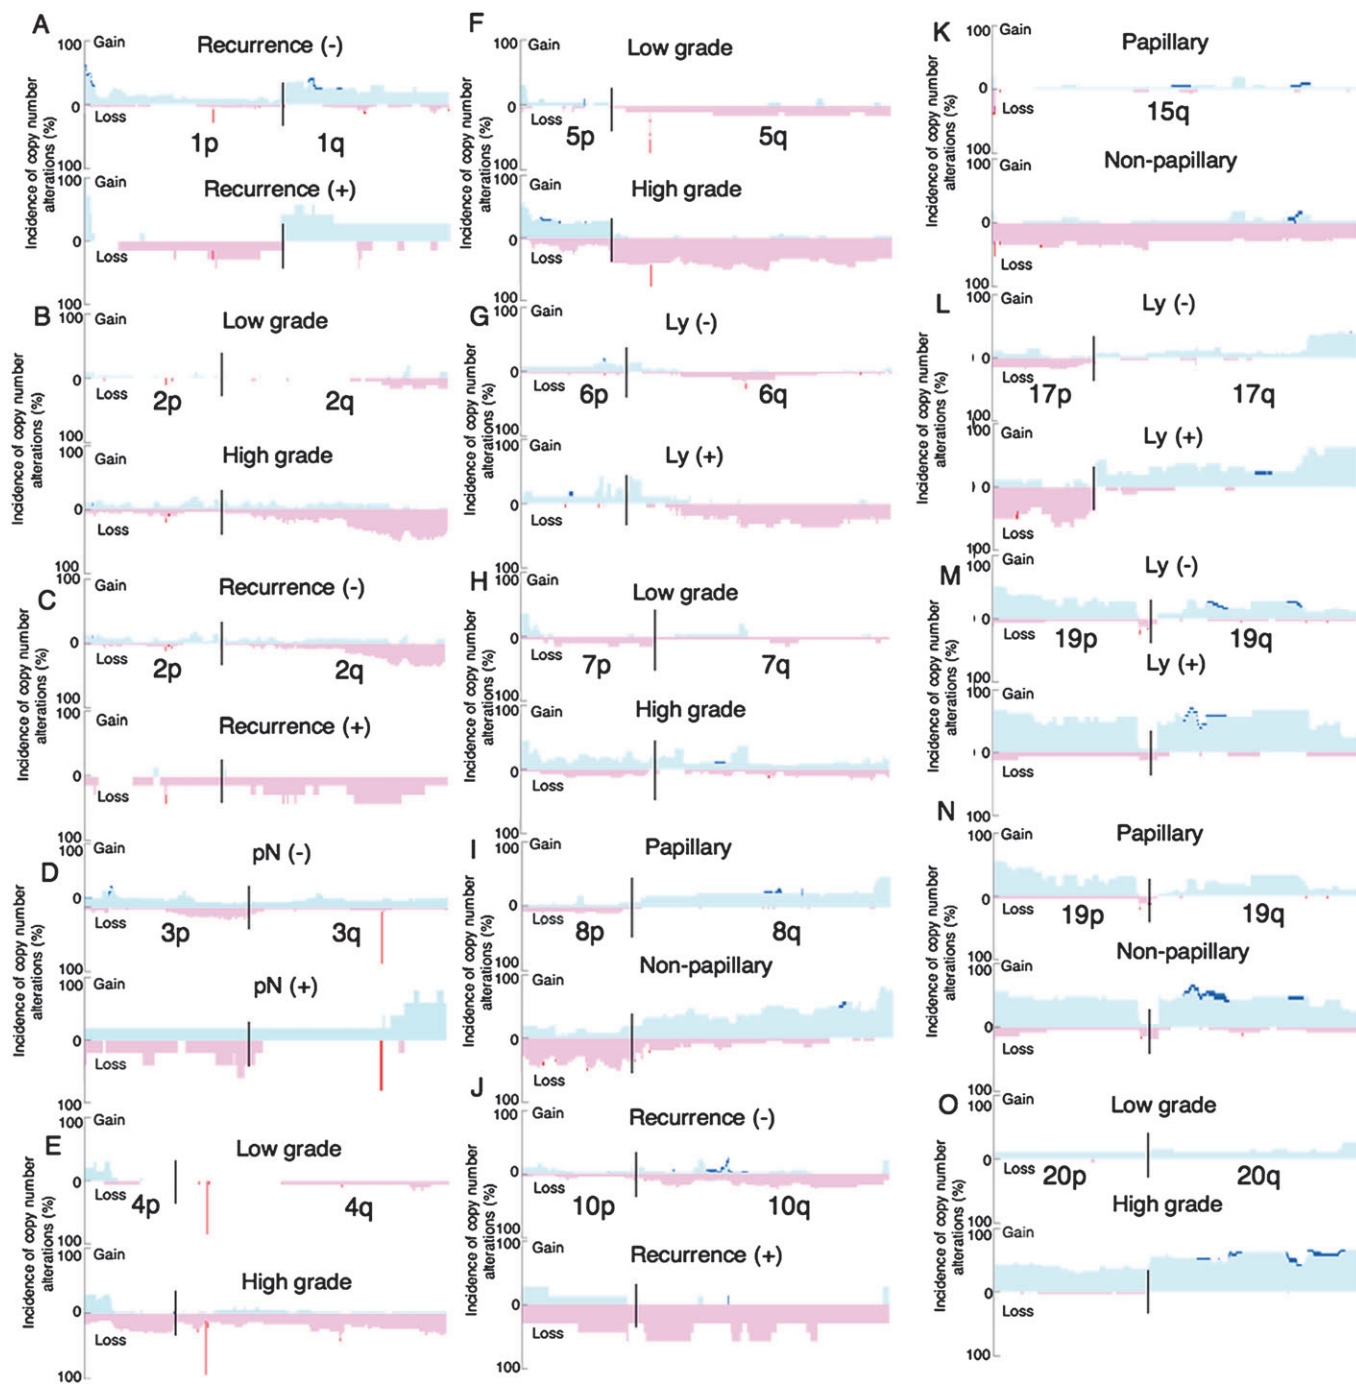 A
100
Gain
Recurrence (-)
0
Loss
1p
1q
100
100
Gain
Recurrence (+)
0
Loss
100
Incidence of copy number
alterations (%)
B
100
Gain
Low grade
0
Loss
2p
2q
100
100
Gain
High grade
0
Loss
100
Incidence of copy number
alterations (%)
C
100
Gain
Recurrence (-)
0
Loss
2p
2q
100
100
Gain
Recurrence (+)
0
Loss
100
Incidence of copy number
alterations (%)
D
100
Gain
pN (-)
0
Loss
3p
3q
100
100
Gain
pN (+)
0
Loss
100
Incidence of copy number
alterations (%)
E
100
Gain
Low grade
0
Loss
4p
4q
100
100
Gain
High grade
0
Loss
100
Incidence of copy number
alterations (%)
F
100
Gain
Low grade
0
Loss
5p
5q
100
100
Gain
High grade
0
Loss
100
Incidence of copy number
alterations (%)
G
100
Gain
Ly (-)
0
Loss
6p
6q
100
100
Gain
Ly (+)
0
Loss
100
Incidence of copy number
alterations (%)
H
100
Gain
Low grade
0
Loss
7p
7q
100
100
Gain
High grade
0
Loss
100
Incidence of copy number
alterations (%)
I
100
Gain
Papillary
0
Loss
8p
8q
100
100
Gain
Non-papillary
0
Loss
100
Incidence of copy number
alterations (%)
J
100
Gain
Recurrence (-)
0
Loss
10p
10q
100
100
Gain
Recurrence (+)
0
Loss
100
Incidence of copy number
alterations (%)
K
100
Gain
Papillary
0
Loss
15q
100
100
Gain
Non-papillary
0
Loss
100
Incidence of copy number
alterations (%)
L
100
Gain
Ly (-)
0
Loss
17p
17q
100
100
Gain
Ly (+)
0
Loss
100
Incidence of copy number
alterations (%)
M
100
Gain
Ly (-)
0
Loss
19p
19q
100
Ly (+)
100
Gain
0
Loss
100
Incidence of copy number
alterations (%)
N
100
Gain
Papillary
0
Loss
19p
19q
100
Non-papillary
100
Gain
0
Loss
100
Incidence of copy number
alterations (%)
O
100
Gain
Low grade
0
Loss
20p
20q
100
High grade
100
Gain
0
Loss
100
Incidence of copy number
alterations (%)